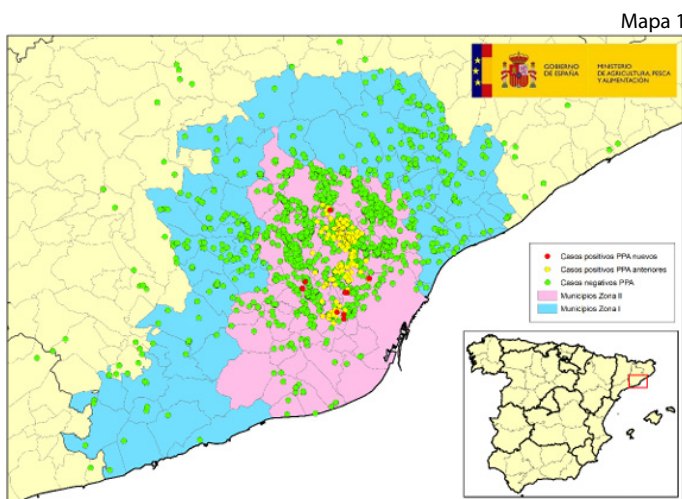 Mapa 1
GOBIERNO
DE ESPAÑA
MINISTERIO
DE AGRICULTURA, PESCA
Y ALIMENTACIÓN
Casos positivos PPA nuevos
Casos positivos PPA anteriores
Casos negativos PPA
Municipios Zona II
Municipios Zona I